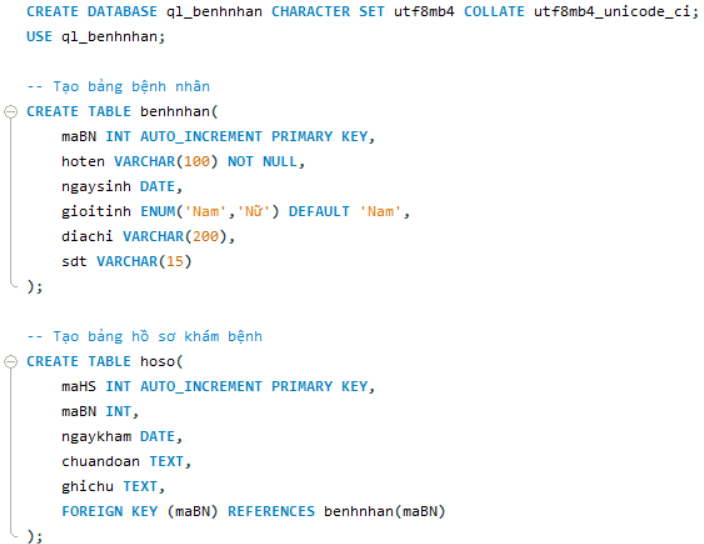 CREATE DATABASE ql_benhnhan CHARACTER SET utf8mb4 COLLATE utf8mb4_unicode_ci;
USE ql_benhnhan;
-- Tạo bảng bệnh nhân
CREATE TABLE benhnhan(
maBN INT AUTO_INCREMENT PRIMARY KEY,
hoten VARCHAR(100) NOT NULL,
ngaysinh DATE,
gioitinh ENUM('Nam','Nữ') DEFAULT 'Nam',
diachi VARCHAR(200),
sdt VARCHAR(15)
);
-- Tạo bảng hồ sơ khám bệnh
CREATE TABLE hoso(
maHS INT AUTO_INCREMENT PRIMARY KEY,
maBN INT,
ngaykham DATE,
chuandoan TEXT,
ghichu TEXT,
FOREIGN KEY (maBN) REFERENCES benhnhan(maBN)
);